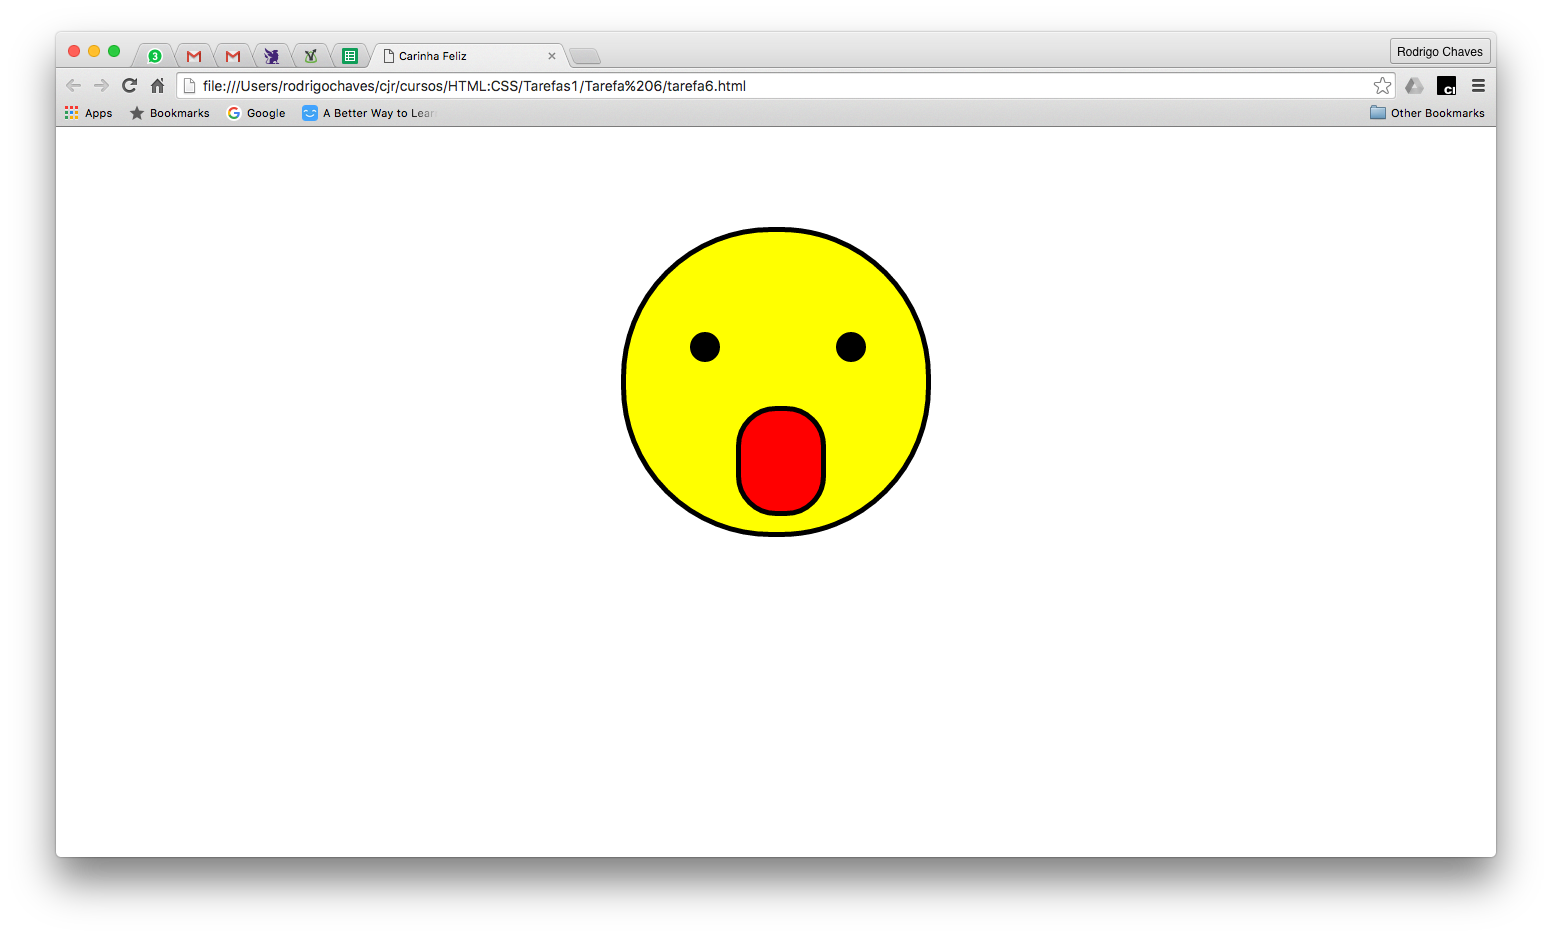 3
Carinha Feliz
Rodrigo Chaves
file:///Users/rodrigochaves/cjr/cursos/HTML:CSS/Tarefas1/Tarefa%206/tarefa6.html
CI
Apps
Bookmarks
Google
A Better Way to Lear
Other Bookmarks